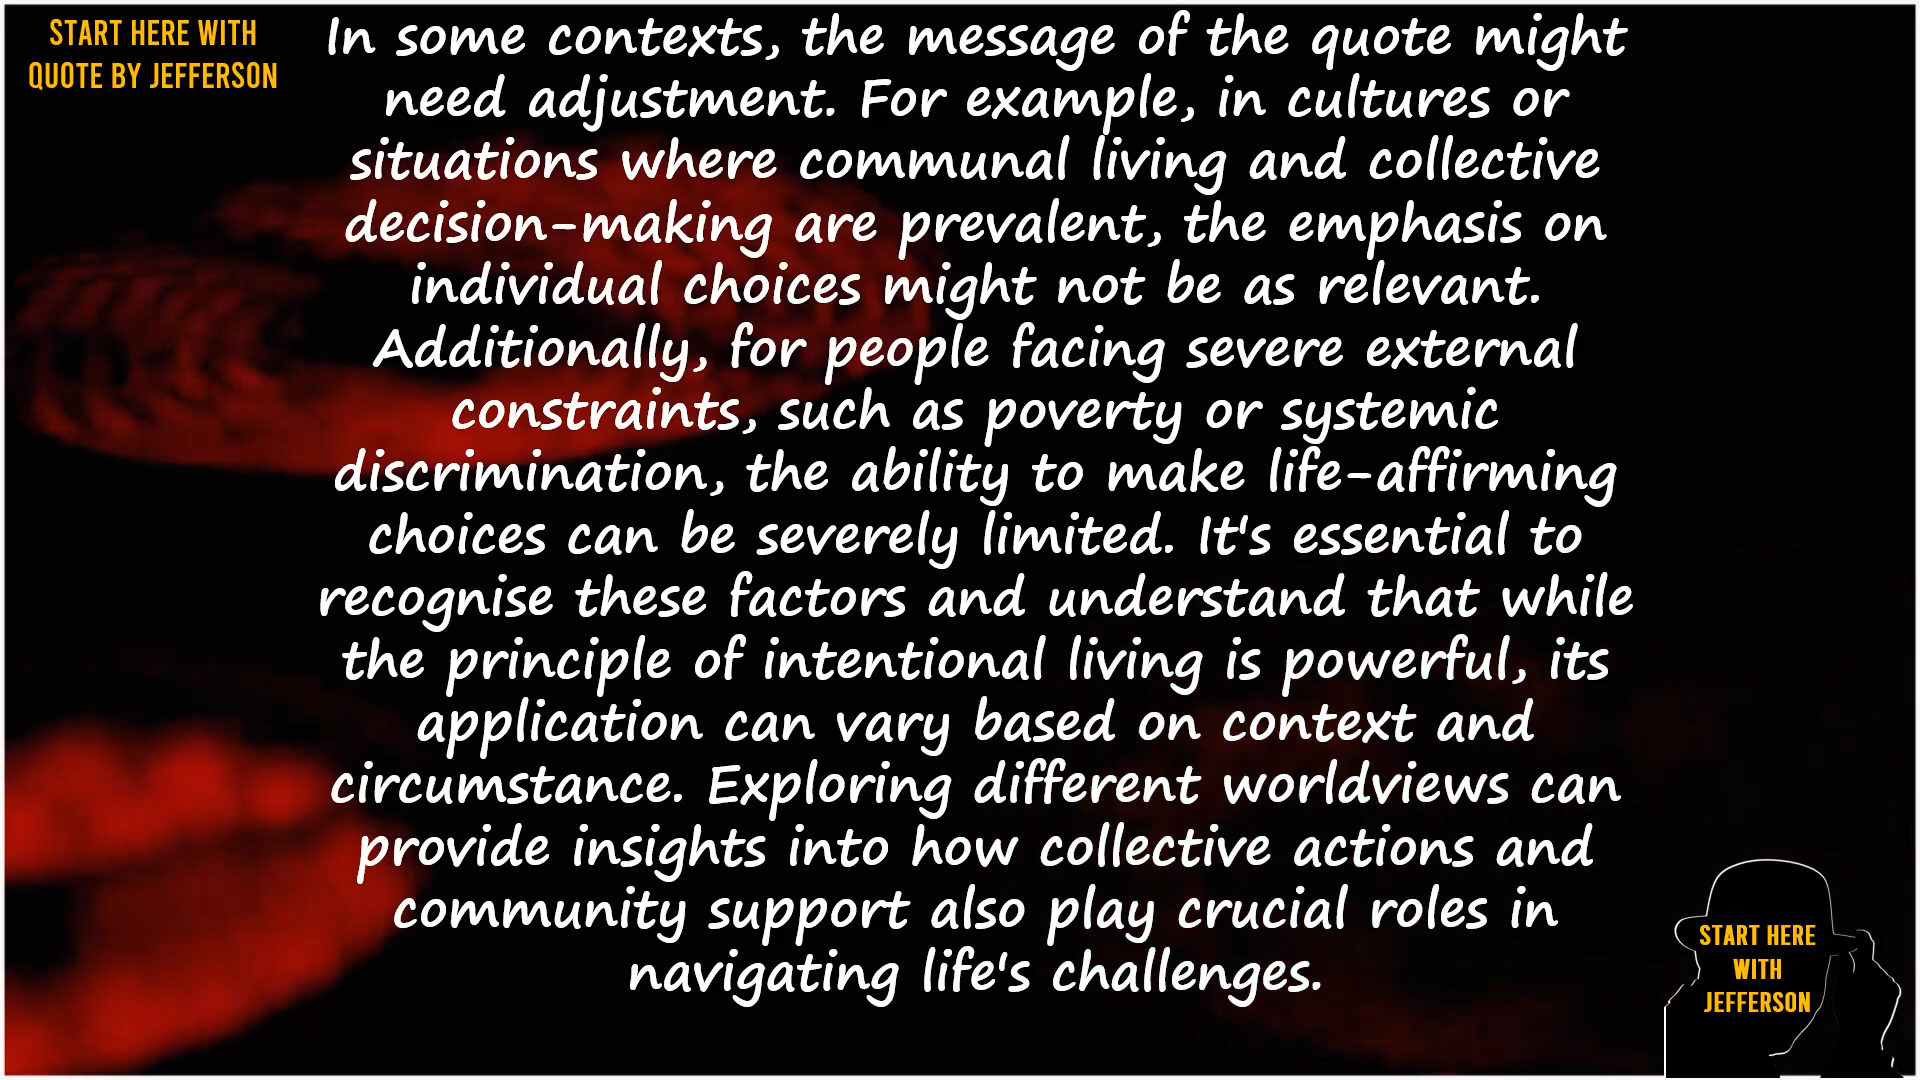 START HERE WITH
QUOTE BY JEFFERSON
In some contexts, the message of the quote might
need adjustment. For example, in cultures or
situations where communal living and collective
decision-making are prevalent, the emphasis on
individual choices might not be as relevant.
Additionally, for people facing severe external
constraints, such as poverty or systemic
discrimination, the ability to make life-affirming
choices can be severely limited. It's essential to
recognise these factors and understand that while
the principle of intentional living is powerful, its
application can vary based on context and
circumstance. Exploring different worldviews can
provide insights into how collective actions and
community support also play crucial roles in
navigating life's challenges.
START HERE
WITH
JEFFERSON